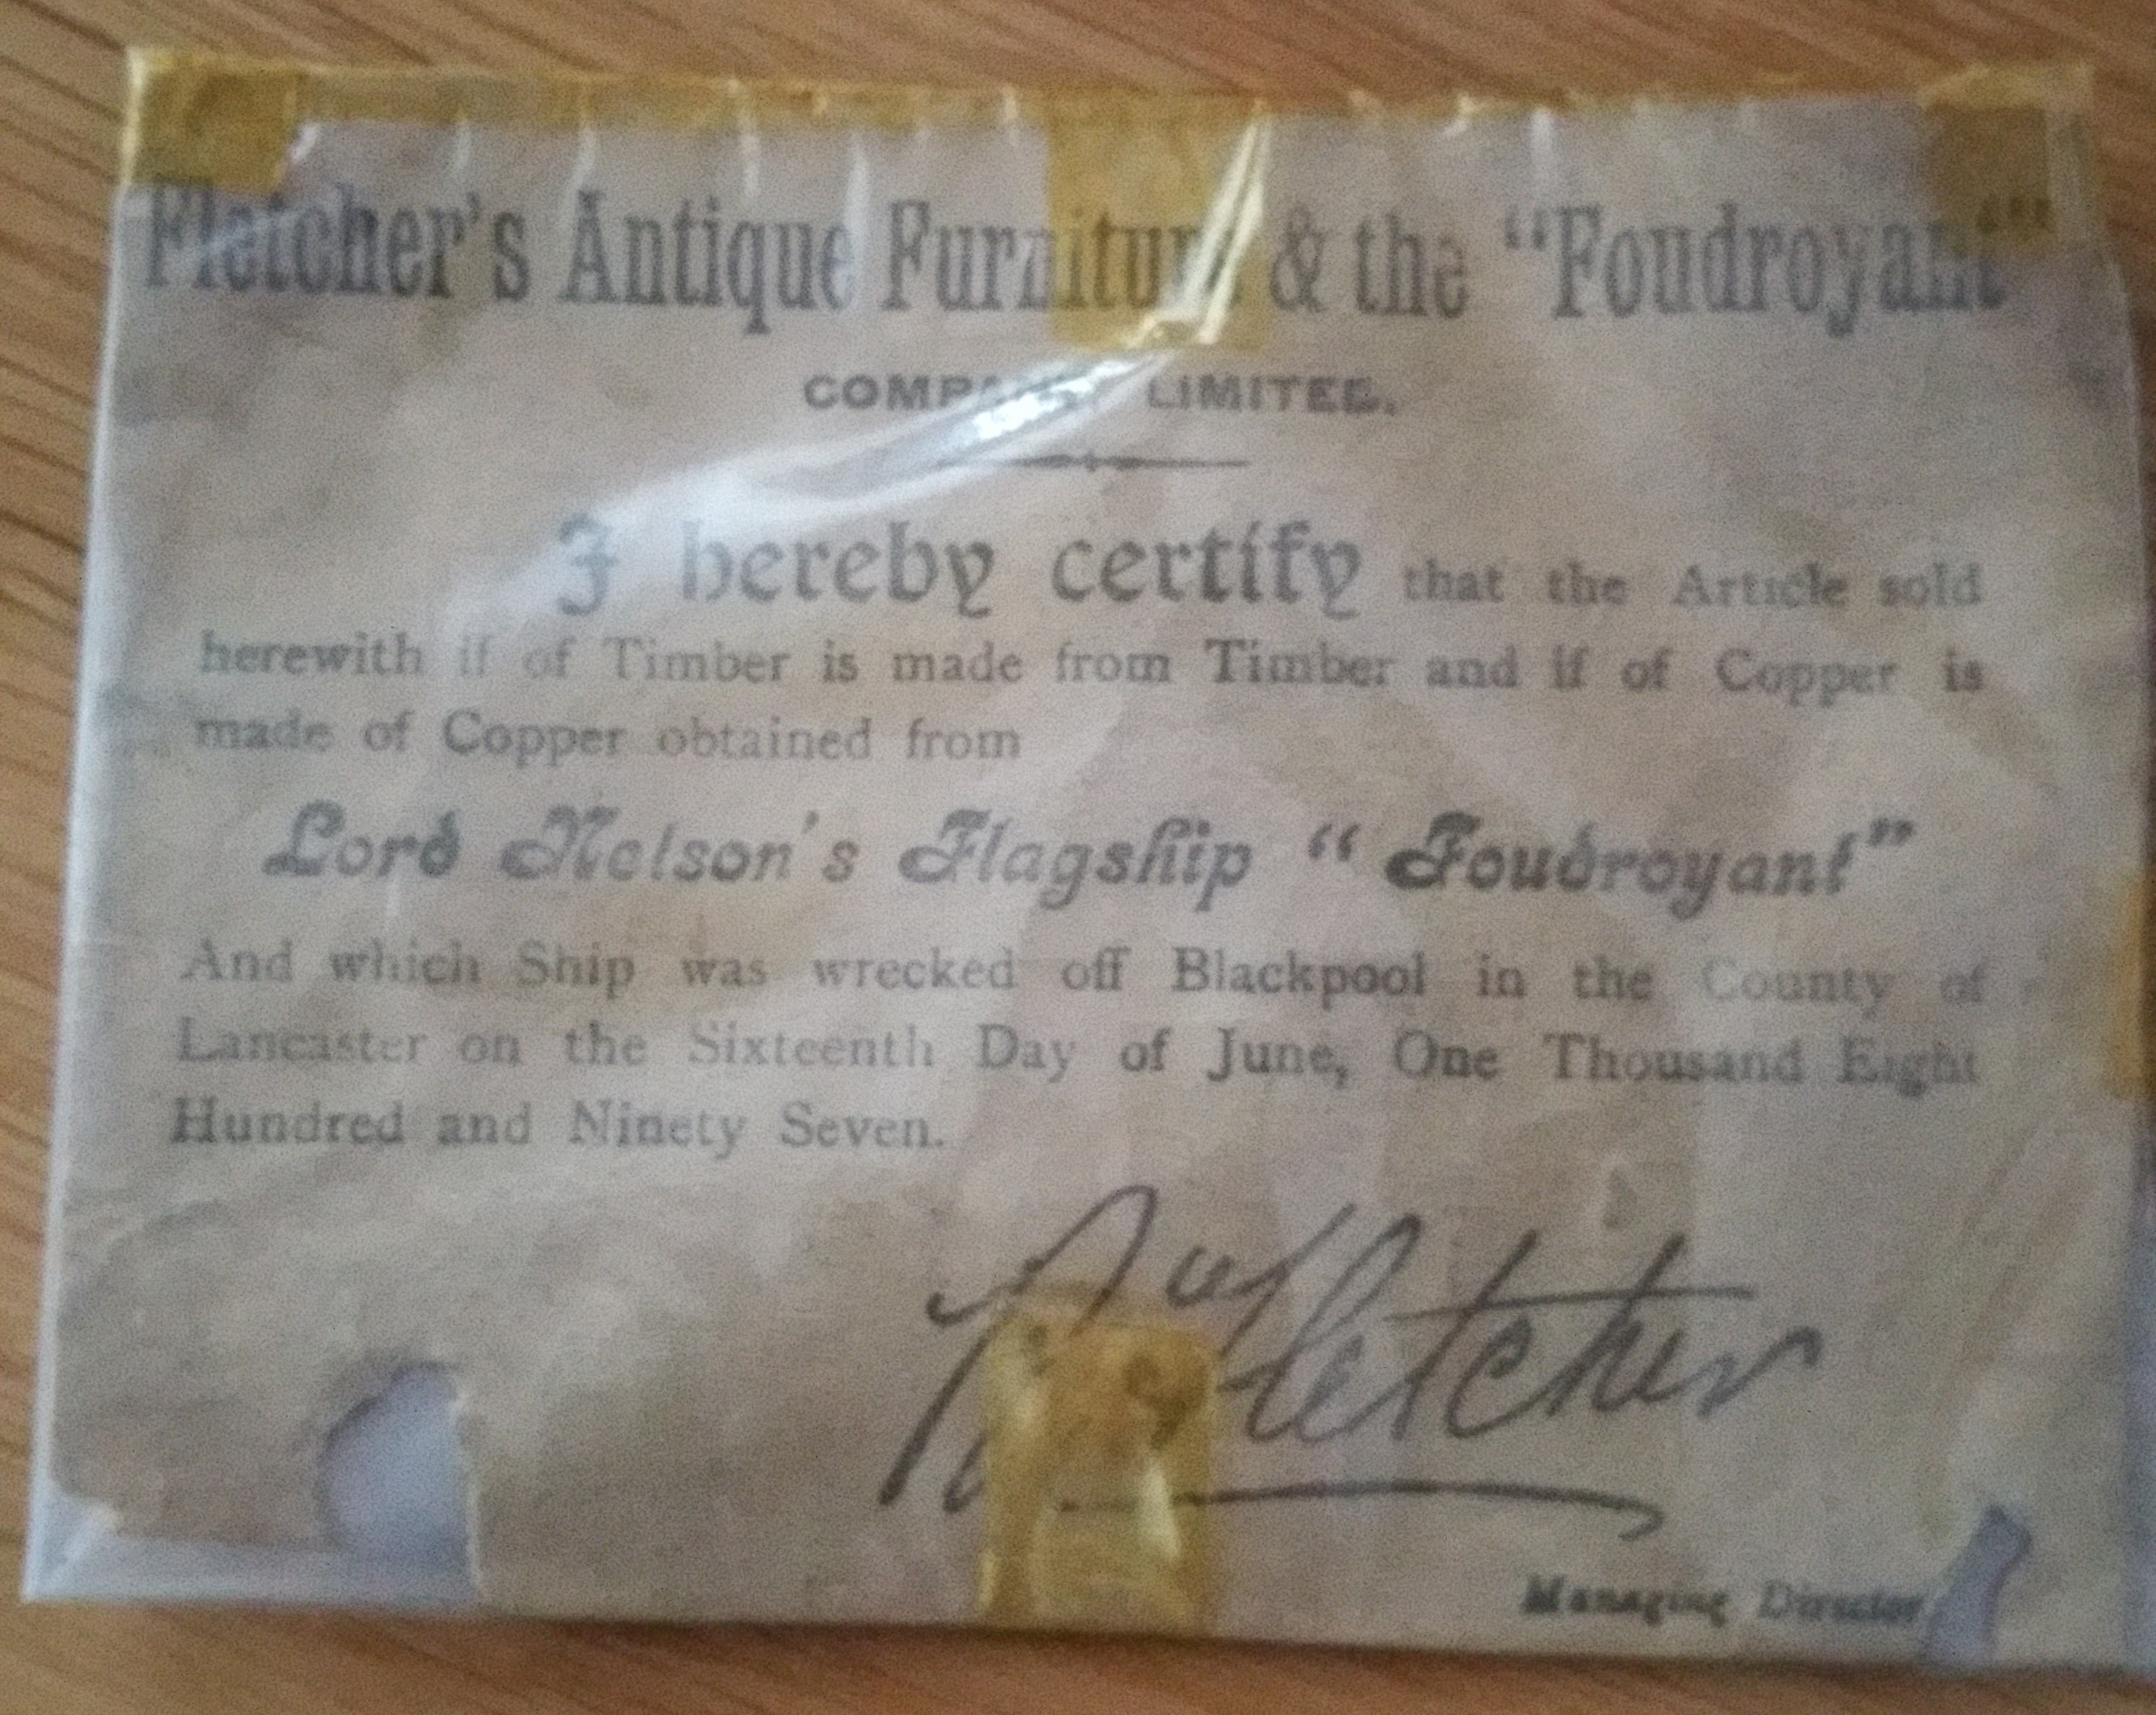 Fletcher's Antique Furniture & the "Foudroyant"
COMPANY LIMITED.
I hereby certify that the Article sold
herewith if of Timber is made from Timber and if of Copper is
made of Copper obtained from
Lord Nelson's Flagship "Foudroyant"
And which Ship was wrecked off Blackpool in the County of
Lancaster on the Sixteenth Day of June, One Thousand Eight
Hundred and Ninety Seven.
Fletcher
Managing Director